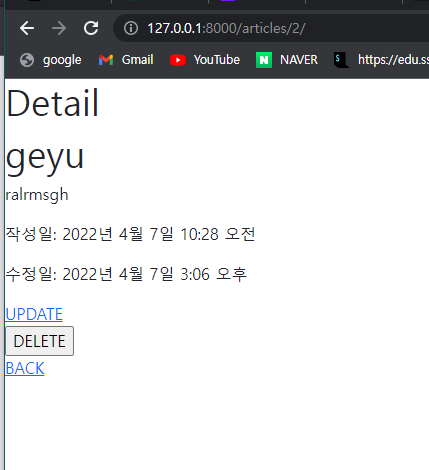 127.0.0.1:8000/articles/2/
google Gmail YouTube N NAVER $_ https://edu.ss
Detail
geyu
ralrmsgh
작성일: 2022년 4월 7일 10:28 오전
수정일: 2022년 4월 7일 3:06 오후
UPDATE
DELETE
BACK